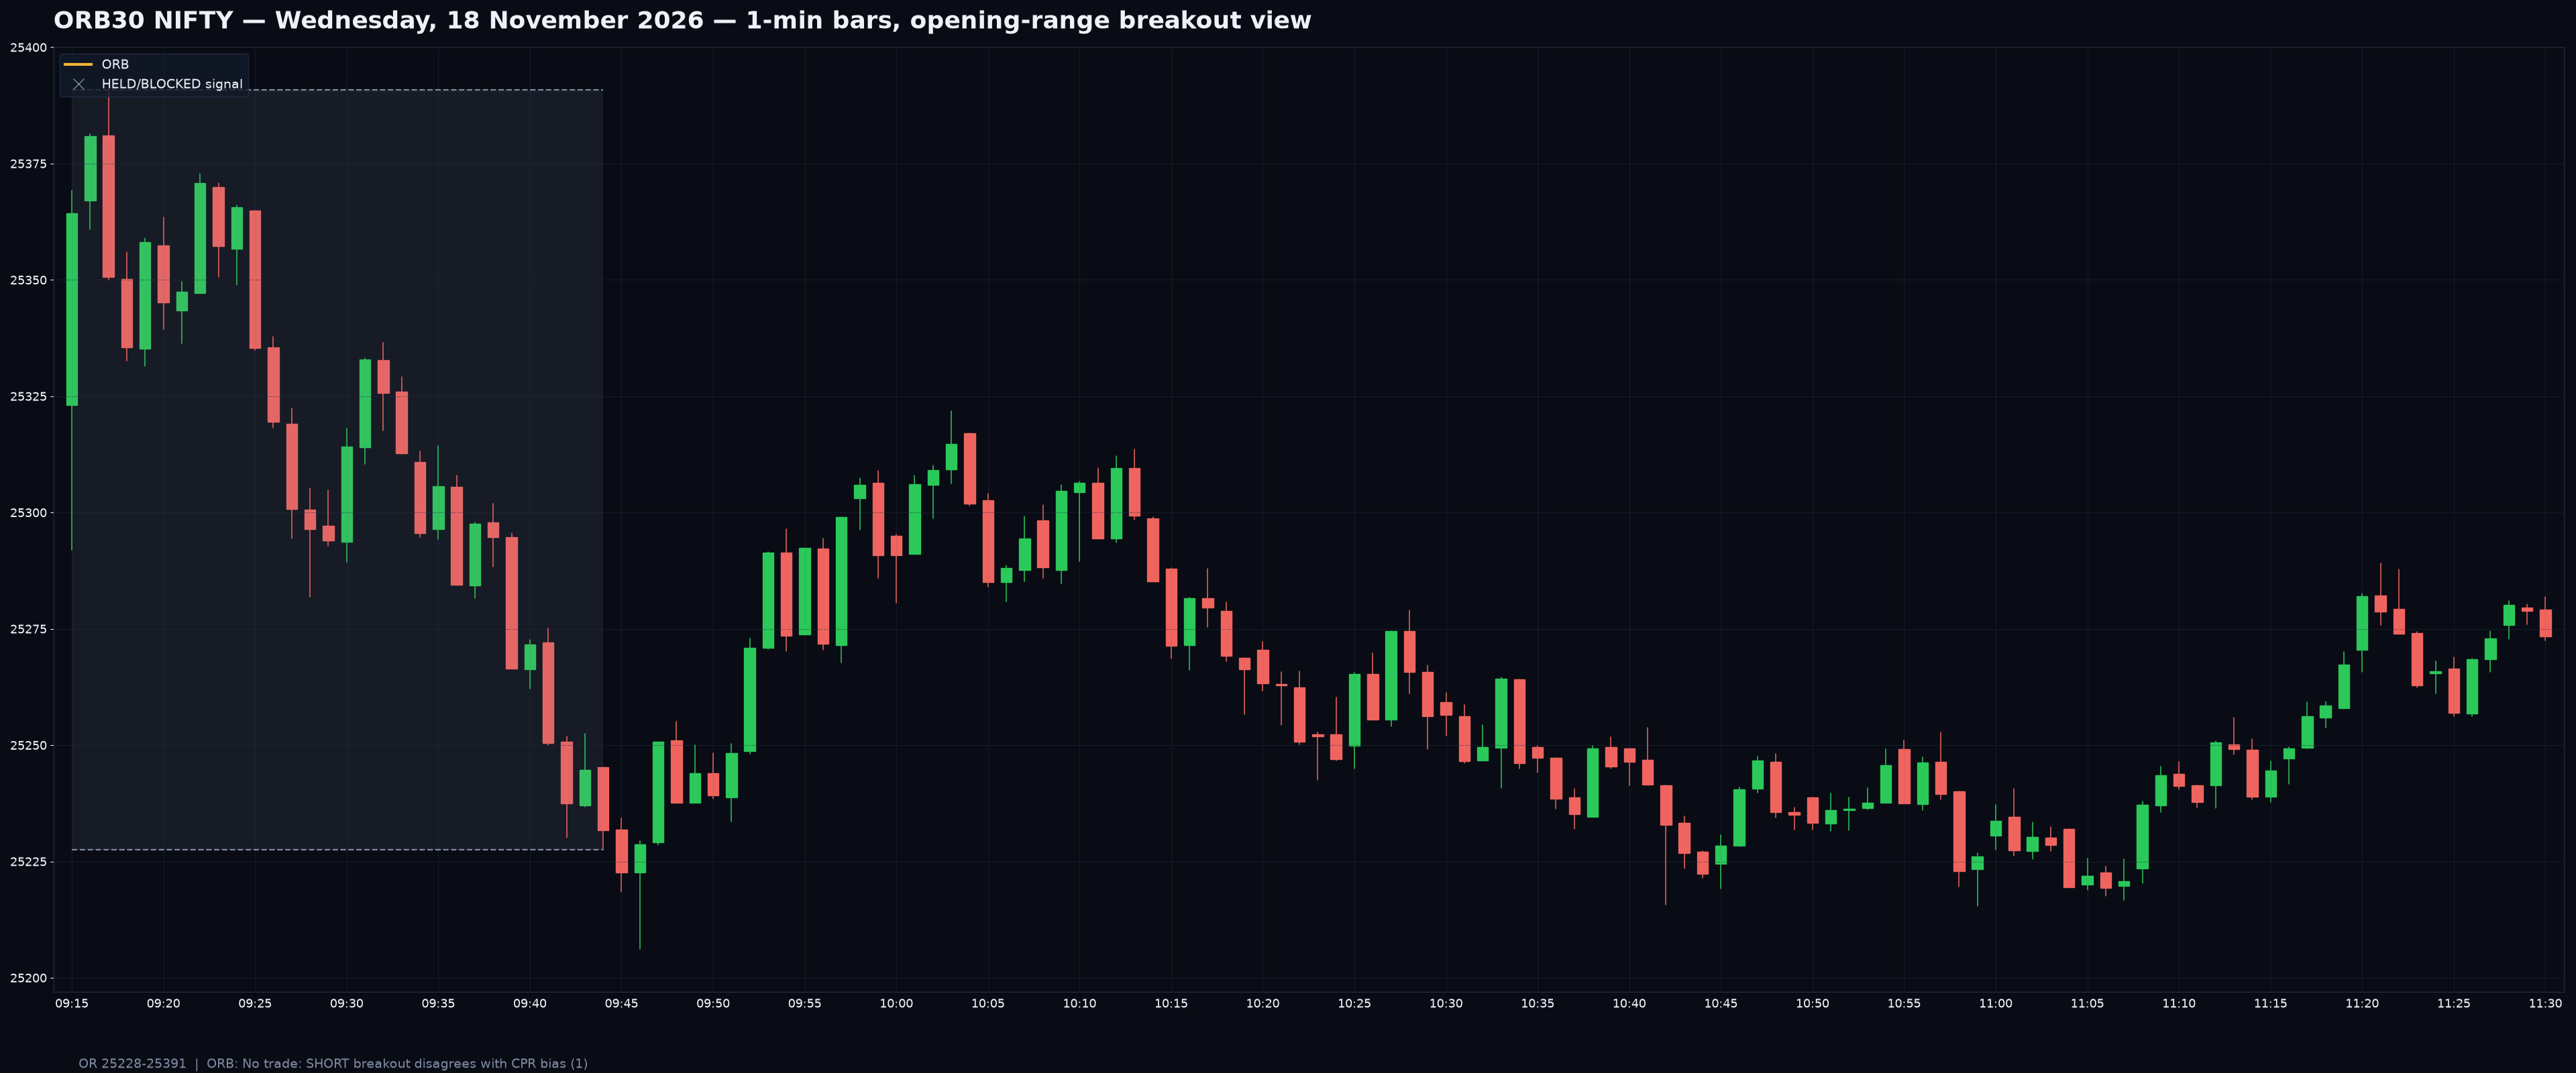 ORB30 NIFTY — Wednesday, 18 November 2026 — 1-min bars, opening-range breakout view
25400
ORB
HELD/BLOCKED signal
25375
25350
25325
25300
25275
25250
25225
25200
09:15 09:20 09:25 09:30 09:35 09:40 09:45 09:50 09:55 10:00 10:05 10:10 10:15 10:20 10:25 10:30 10:35 10:40 10:45 10:50 10:55 11:00 11:05 11:10 11:15 11:20 11:25 11:30
OR 25228-25391 | ORB: No trade: SHORT breakout disagrees with CPR bias (1)